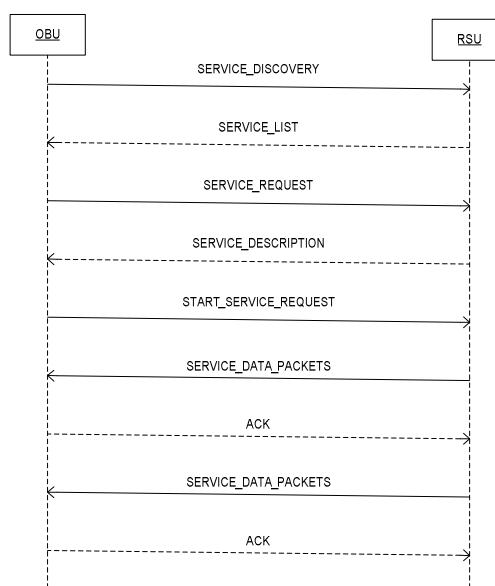 OBU
RSU
SERVICE_DISCOVERY
SERVICE_LIST
SERVICE_REQUEST
SERVICE_DESCRIPTION
START_SERVICE_REQUEST
SERVICE_DATA_PACKETS
ACK
SERVICE_DATA_PACKETS
ACK